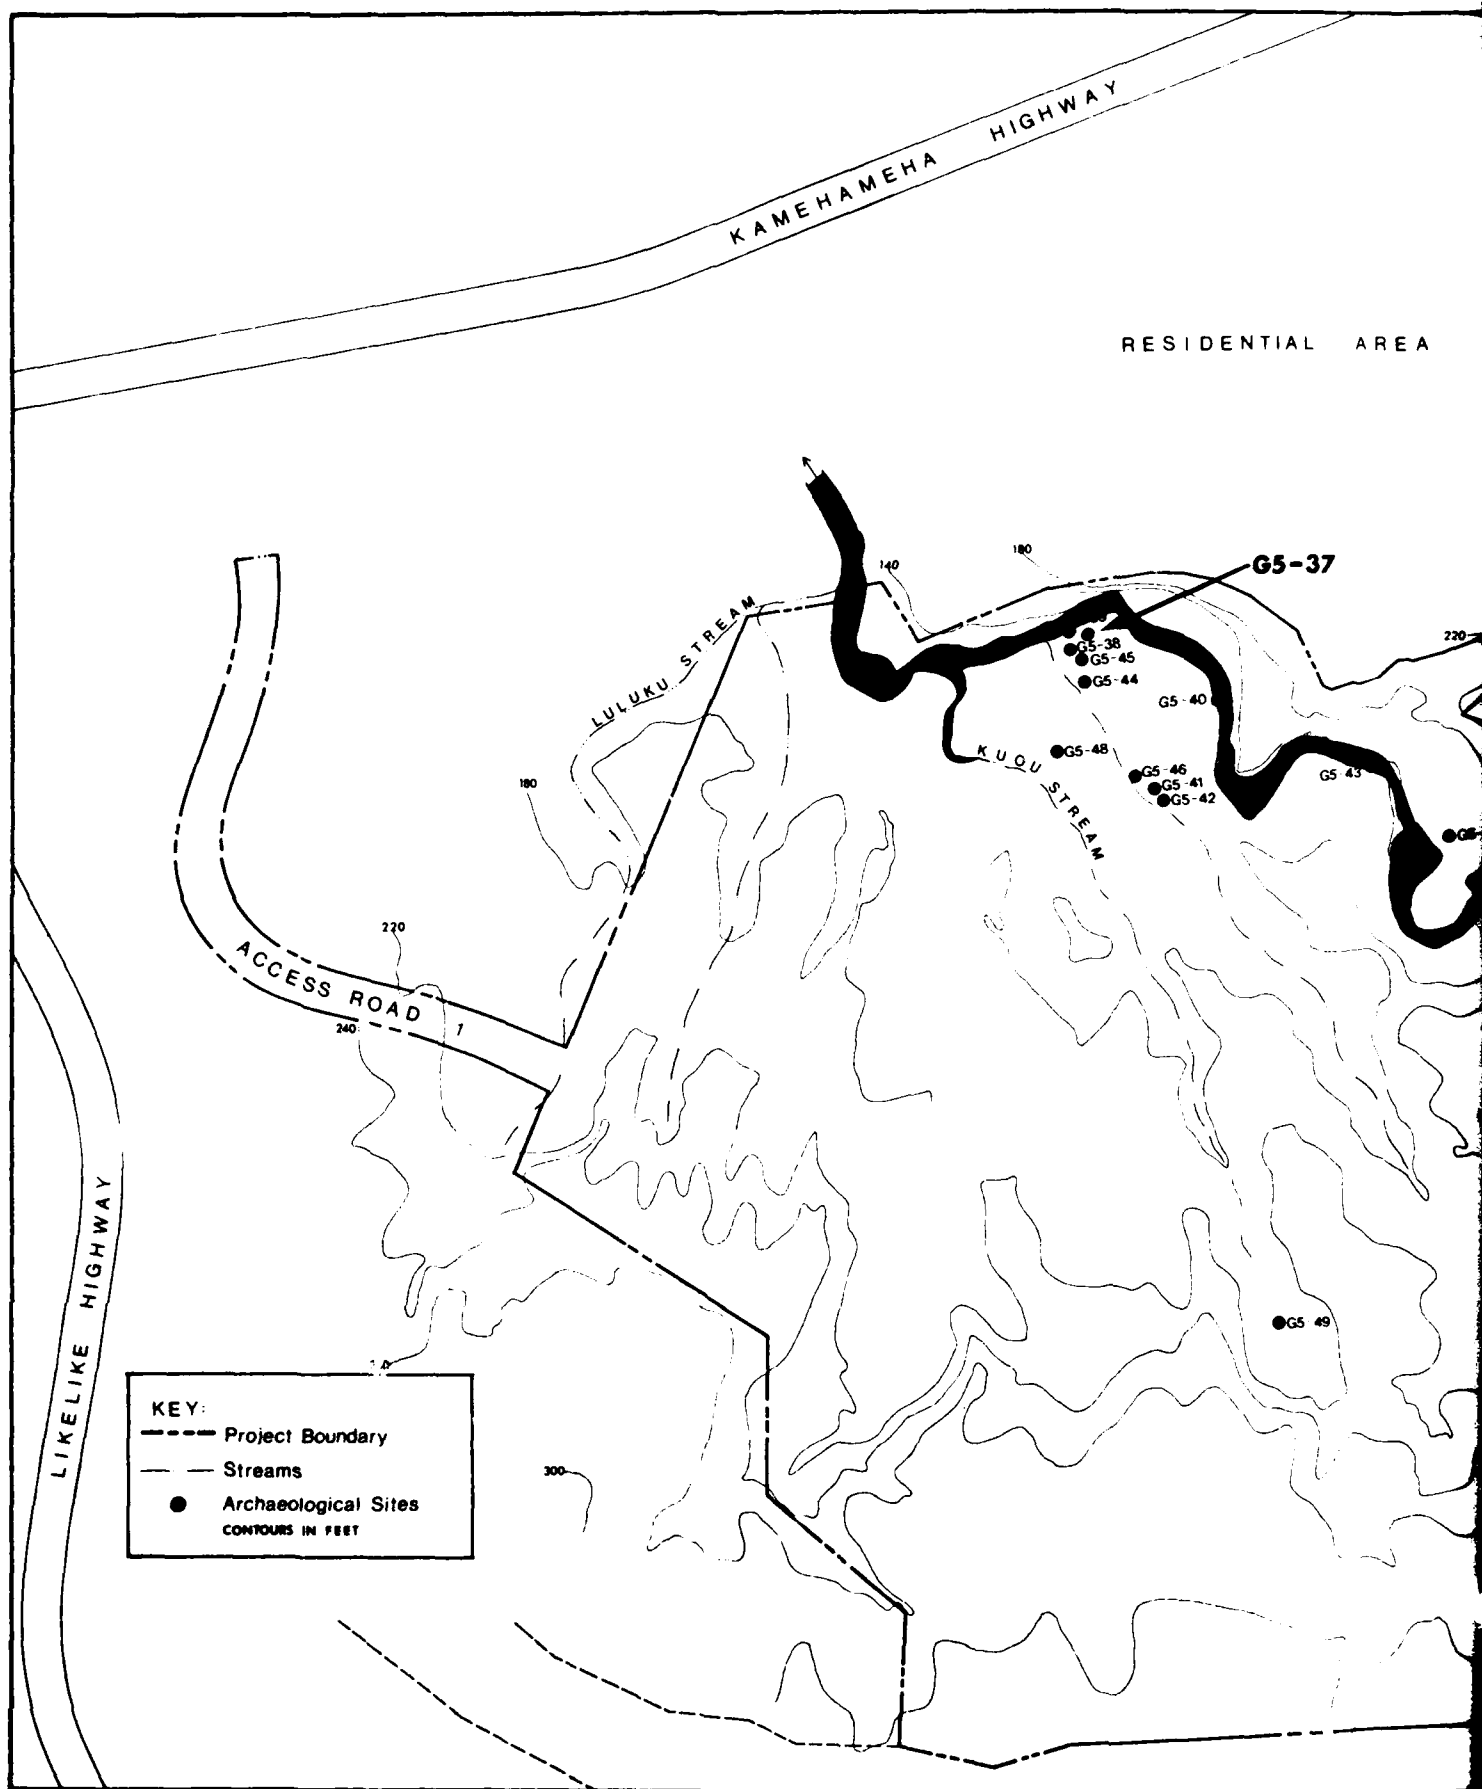 KAMEHAMEHA HIGHWAY
RESIDENTIAL AREA
180
G5-37
140
LULUKU STREAM
220
G5-38
G5-45
G5-44
G5-40
KUOU STREAM
G5-48
G5-46
G5-43
G5-41
G5-42
180
220
ACCESS ROAD 1
240
G5-49
LIKELIKE HIGHWAY
KEY:
Project Boundary
Streams
Archaeological Sites
CONTOURS IN FEET
300